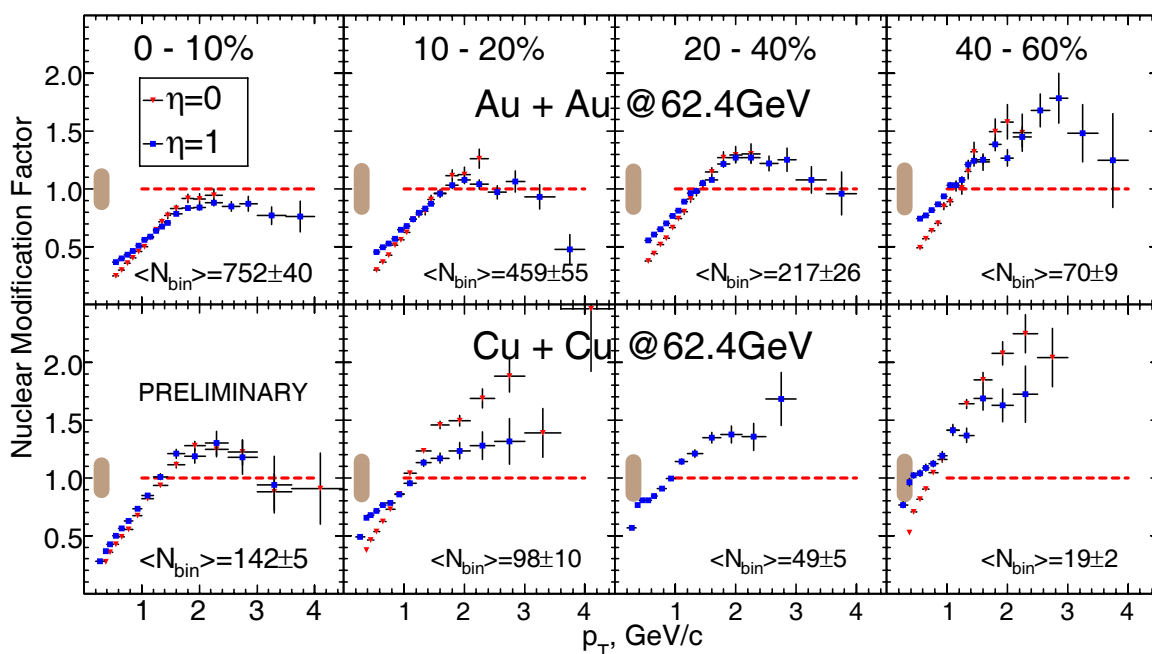 0 - 10%
10 - 20%
20 - 40%
40 - 60%
η=0
η=1
Au + Au @62.4GeV
2.0
1.5
1.0
0.5
<N_bin>=752±40
<N_bin>=459±55
<N_bin>=217±26
<N_bin>=70±9
Nuclear Modification Factor
Cu + Cu @62.4GeV
PRELIMINARY
2.0
1.5
1.0
0.5
<N_bin>=142±5
<N_bin>=98±10
<N_bin>=49±5
<N_bin>=19±2
1 2 3 4 1 2 3 4 1 2 3 4 1 2 3 4
p_T, GeV/c